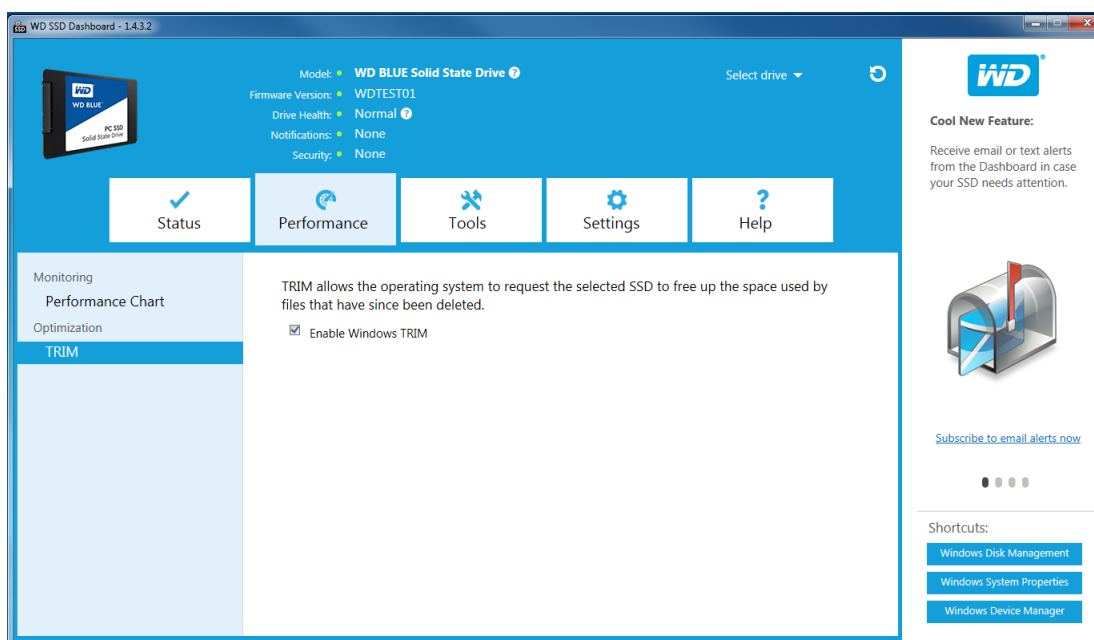 WD SSD Dashboard - 1.4.3.2
WD
WD BLUE
PC SSD
Solid State Drive
Model: WD BLUE Solid State Drive ?
Firmware Version: WDTEST01
Drive Health: Normal ?
Notifications: None
Security: None
Select drive
WD®
Status
Performance
Tools
Settings
? Help
Monitoring
Performance Chart
Optimization
TRIM
TRIM allows the operating system to request the selected SSD to free up the space used by
files that have since been deleted.
Enable Windows TRIM
Cool New Feature:
Receive email or text alerts
from the Dashboard in case
your SSD needs attention.
Subscribe to email alerts now
Shortcuts:
Windows Disk Management
Windows System Properties
Windows Device Manager